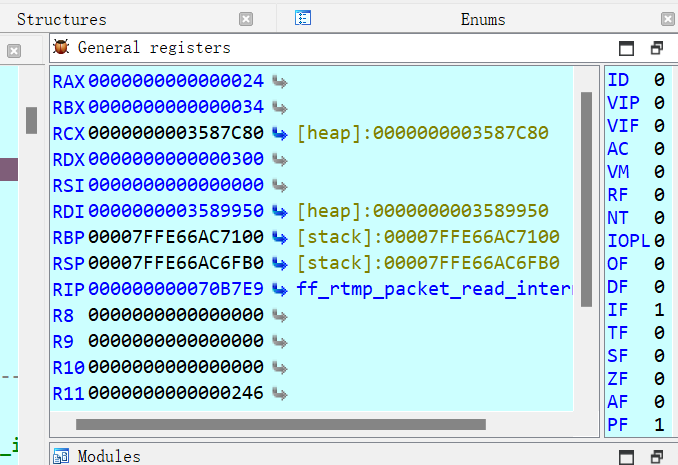 Structures
Enums
General registers
RAX 0000000000000024
RBX 0000000000000034
RCX 0000000003587C80 [heap]:0000000003587C80
RDX 0000000000000300
RSI 0000000000000000
RDI 0000000003589950 [heap]:0000000003589950
RBP 00007FFE66AC7100 [stack]:00007FFE66AC7100
RSP 00007FFE66AC6FB0 [stack]:00007FFE66AC6FB0
RIP 000000000070B7E9 ff_rtmp_packet_read_inter
R8 0000000000000000
R9 0000000000000000
R10 0000000000000000
R11 0000000000000246
ID 0
VIP 0
VIF 0
AC 0
VM 0
RF 0
NT 0
IOPL 0
OF 0
DF 0
IF 1
TF 0
SF 0
ZF 0
AF 0
PF 1
_i
Modules